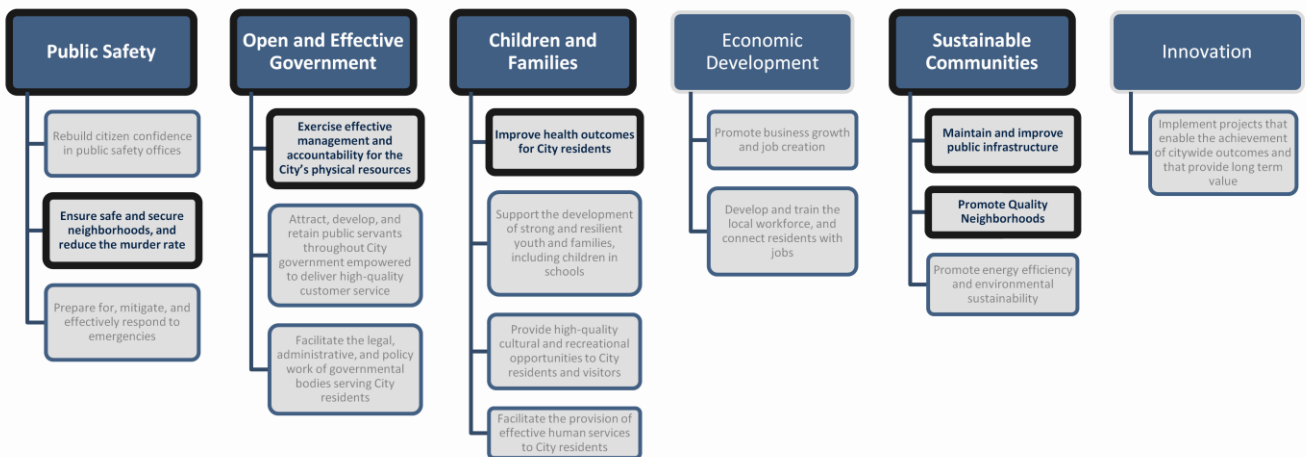 Public Safety
Rebuild citizen confidence
in public safety offices
Ensure safe and secure
neighborhoods, and
reduce the murder rate
Prepare for, mitigate, and
effectively respond to
emergencies
Open and Effective
Government
Exercise effective
management and
accountability for the
City's physical resources
Attract, develop, and
retain public servants
throughout City
government empowered
to deliver high-quality
customer service
Facilitate the legal,
administrative, and policy
work of governmental
bodies serving City
residents
Children and
Families
Improve health outcomes
for City residents
Support the development
of strong and resilient
youth and families,
including children in
schools
Provide high-quality
cultural and recreational
opportunities to City
residents and visitors
Facilitate the provision of
effective human services
to City residents
Economic
Development
Promote business growth
and job creation
Develop and train the
local workforce, and
connect residents with
jobs
Sustainable
Communities
Maintain and improve
public infrastructure
Promote Quality
Neighborhoods
Promote energy efficiency
and environmental
sustainability
Innovation
Implement projects that
enable the achievement
of citywide outcomes and
that provide long term
value